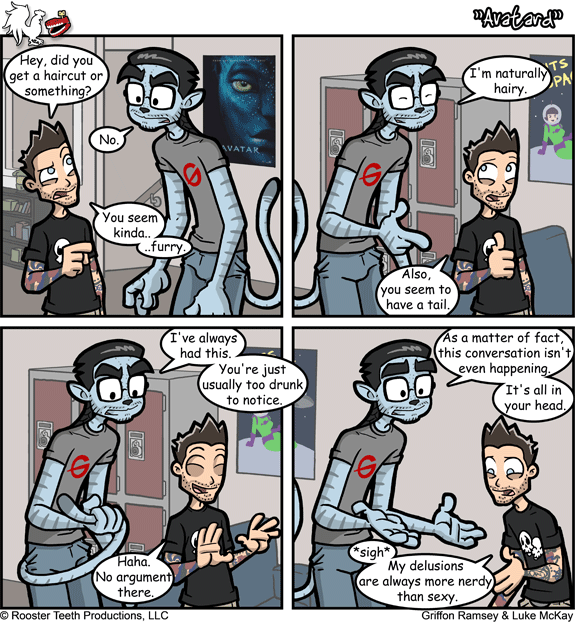 "Avatard"
Hey, did you
get a haircut or
something?
No.
AVATAR
You seem
kinda..
..furry.
I'm naturally
hairy.
Also,
you seem to
have a tail.
I've always
had this.
You're just
usually too drunk
to notice.
Haha.
No argument
there.
As a matter of fact,
this conversation isn't
even happening.
It's all in
your head.
*sigh*
My delusions
are always more nerdy
than sexy.
© Rooster Teeth Productions, LLC
Griffon Ramsey & Luke McKay